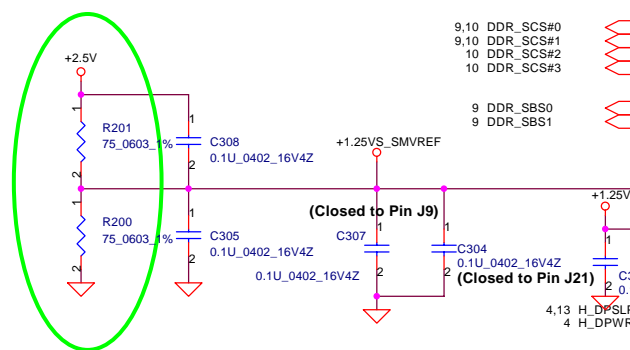 9,10 DDR_SCS#0
9,10 DDR_SCS#1
10 DDR_SCS#2
10 DDR_SCS#3
9 DDR_SBS0
9 DDR_SBS1
+2.5V
1
R201
75_0603_1%
2
1
C308
2
0.1U_0402_16V4Z
+1.25VS_SMVREF
1
R200
75_0603_1%
2
1
C305
0.1U_0402_16V4Z
2
(Closed to Pin J9)
C307
1
2
0.1U_0402_16V4Z
1
C304
0.1U_0402_16V4Z
2
(Closed to Pin J21)
+1.25V
1
2
4,13 H_DPSLP
4 H_DPWR